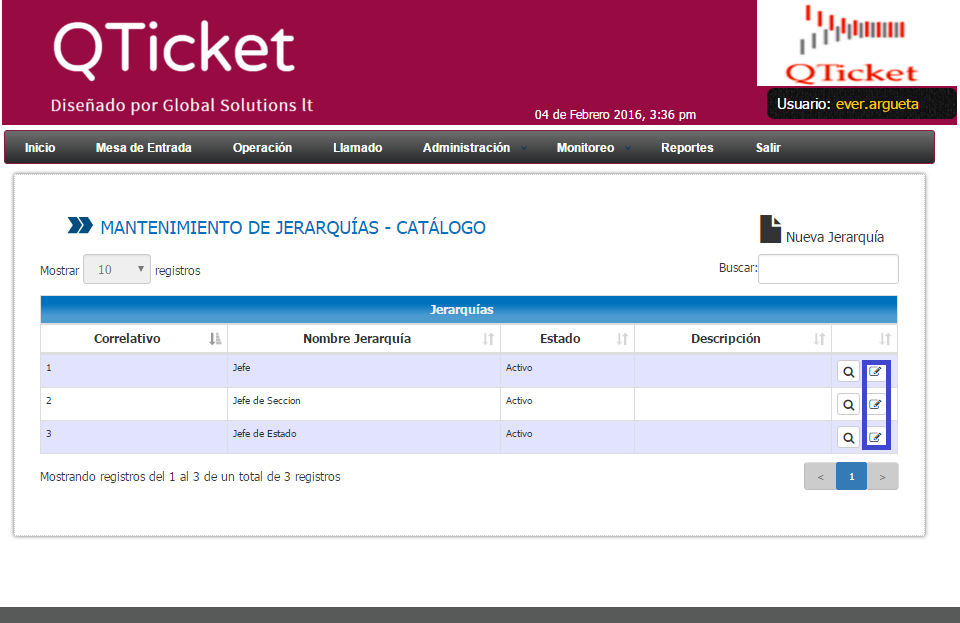 QTicket
Diseñado por Global Solutions lt
04 de Febrero 2016, 3:36 pm
QTicket
Usuario: ever.argueta
Inicio Mesa de Entrada Operación Llamado Administración Monitoreo Reportes Salir
MANTENIMIENTO DE JERARQUÍAS - CATÁLOGO
Nueva Jerarquía
Mostrar 10 registros
Buscar:
Jerarquías
Correlativo Nombre Jerarquía Estado Descripción
1 Jefe Activo
2 Jefe de Seccion Activo
3 Jefe de Estado Activo
Mostrando registros del 1 al 3 de un total de 3 registros
< 1 >